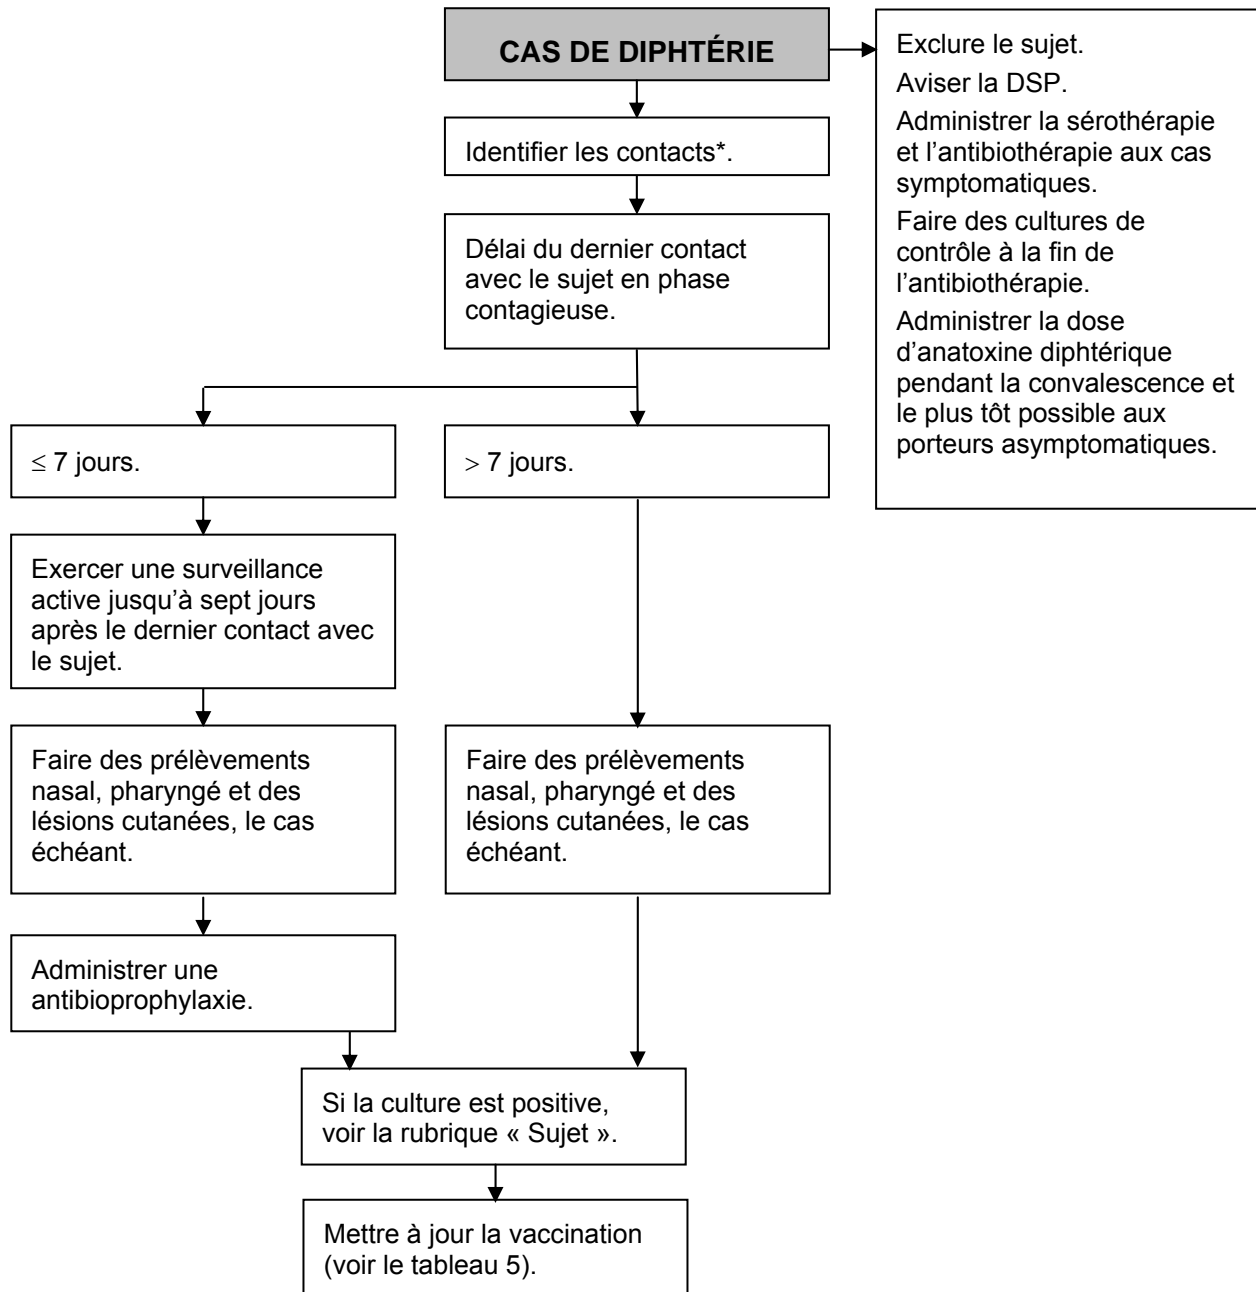 CAS DE DIPHTÉRIE
Exclure le sujet.
Aviser la DSP.
Administrer la sérothérapie
et l’antibiothérapie aux cas
symptomatiques.
Faire des cultures de
contrôle à la fin de
l’antibiothérapie.
Administrer la dose
d’anatoxine diphtérique
pendant la convalescence et
le plus tôt possible aux
porteurs asymptomatiques.
Identifier les contacts*.
Délai du dernier contact
avec le sujet en phase
contagieuse.
≤ 7 jours.
> 7 jours.
Exercer une surveillance
active jusqu’à sept jours
après le dernier contact avec
le sujet.
Faire des prélèvements
nasal, pharyngé et des
lésions cutanées, le cas
échéant.
Faire des prélèvements
nasal, pharyngé et des
lésions cutanées, le cas
échéant.
Administrer une
antibioprophylaxie.
Si la culture est positive,
voir la rubrique « Sujet ».
Mettre à jour la vaccination
(voir le tableau 5).